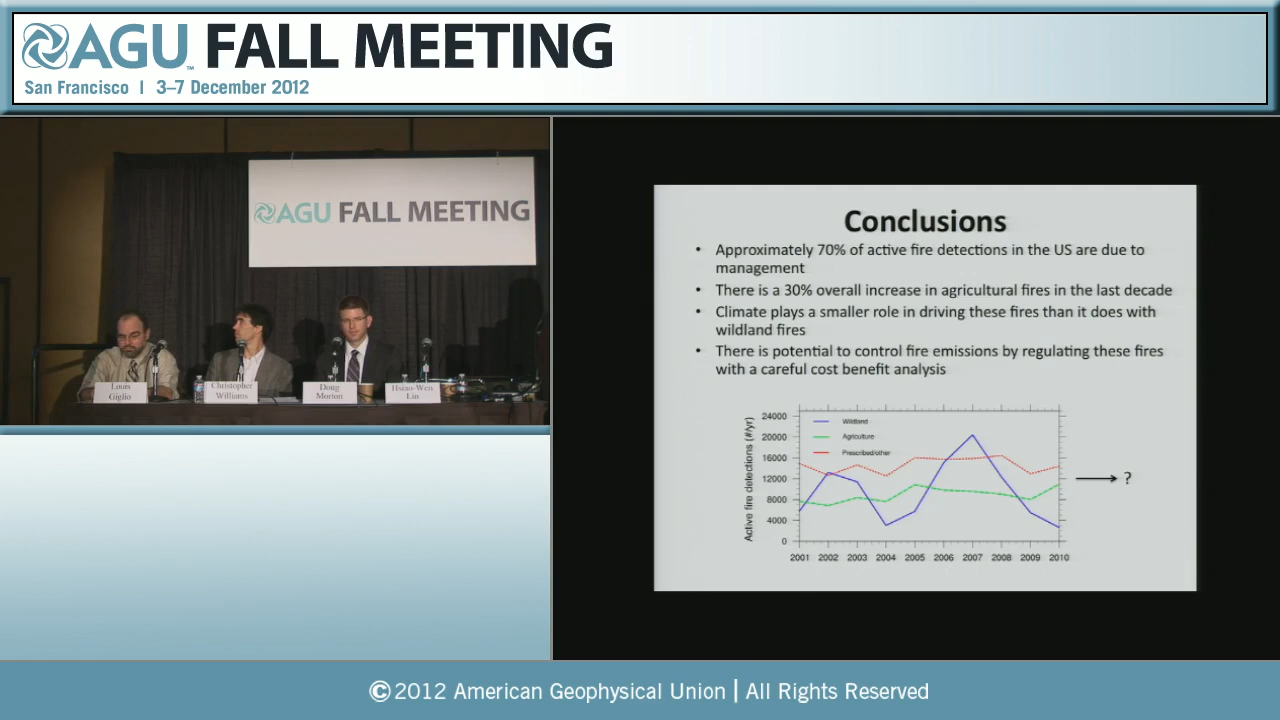 AGU FALL MEETING
San Francisco | 3–7 December 2012
AGU FALL MEETING
Louis
Giglio
Christopher
Williams
Doug
Morton
Hsiao-Wen
Lin
Conclusions
• Approximately 70% of active fire detections in the US are due to
management
• There is a 30% overall increase in agricultural fires in the last decade
• Climate plays a smaller role in driving these fires than it does with
wildland fires
• There is potential to control fire emissions by regulating these fires
with a careful cost benefit analysis
Active fire detections (#/yr)
24000
20000
16000
12000
8000
4000
0
Wildland
Agriculture
Prescribed/other
2001 2002 2003 2004 2005 2006 2007 2008 2009 2010
?
©2012 American Geophysical Union | All Rights Reserved